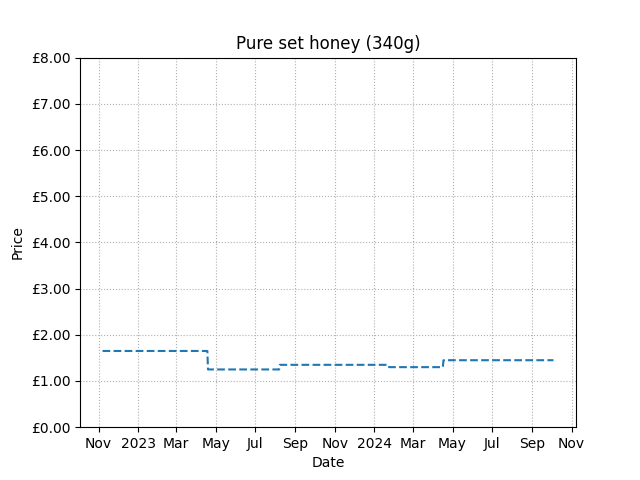 Pure set honey (340g)
£8.00
£7.00
£6.00
£5.00
£4.00
£3.00
£2.00
£1.00
£0.00
Price
Nov 2023 Mar May Jul Sep Nov 2024 Mar May Jul Sep Nov
Date